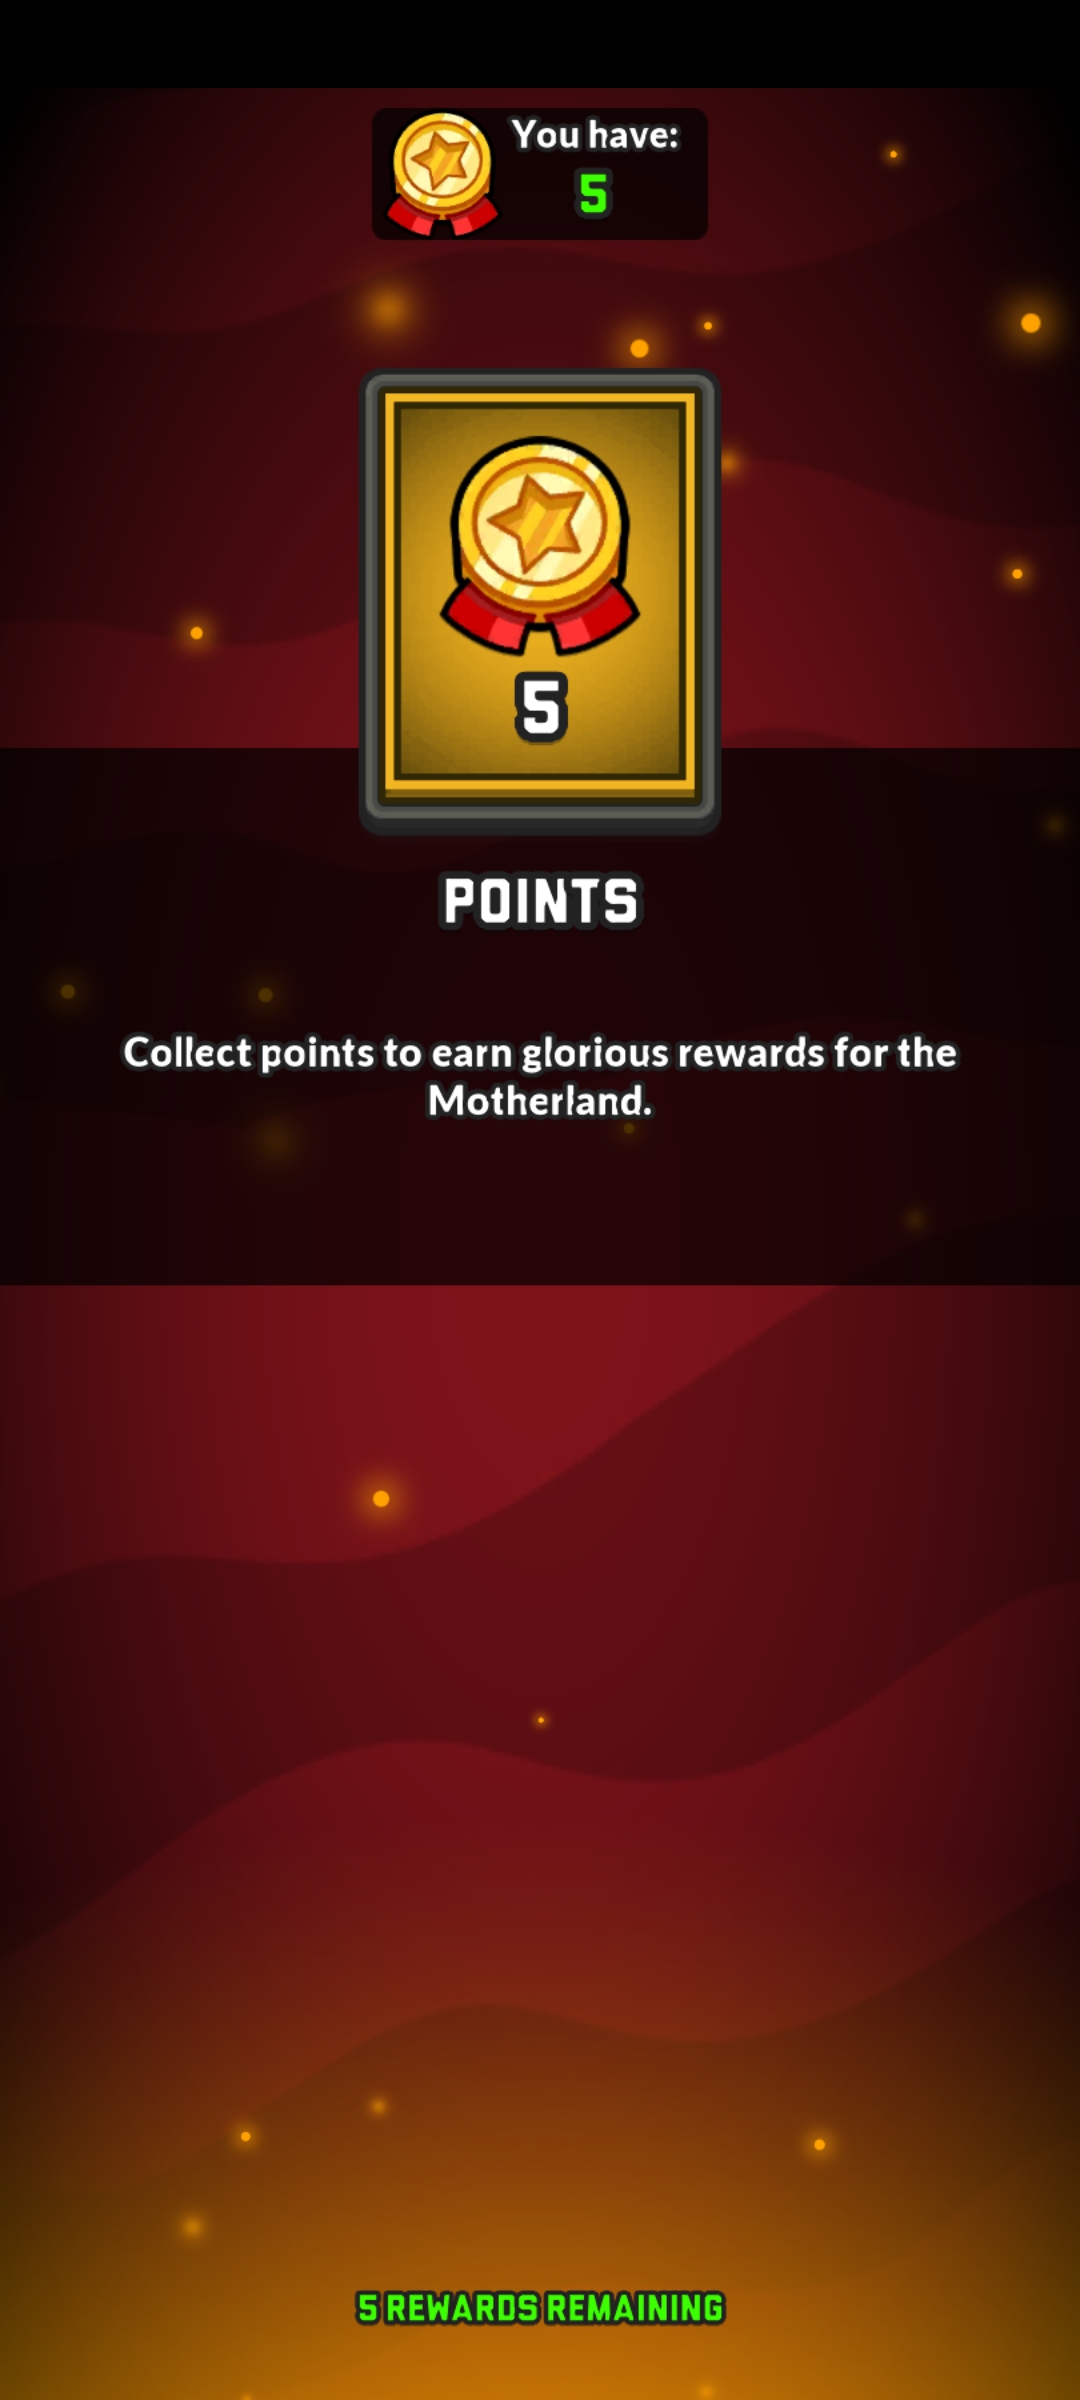 You have:
5
5
POINTS
Collect points to earn glorious rewards for the
Motherland.
5 REWARDS REMAINING